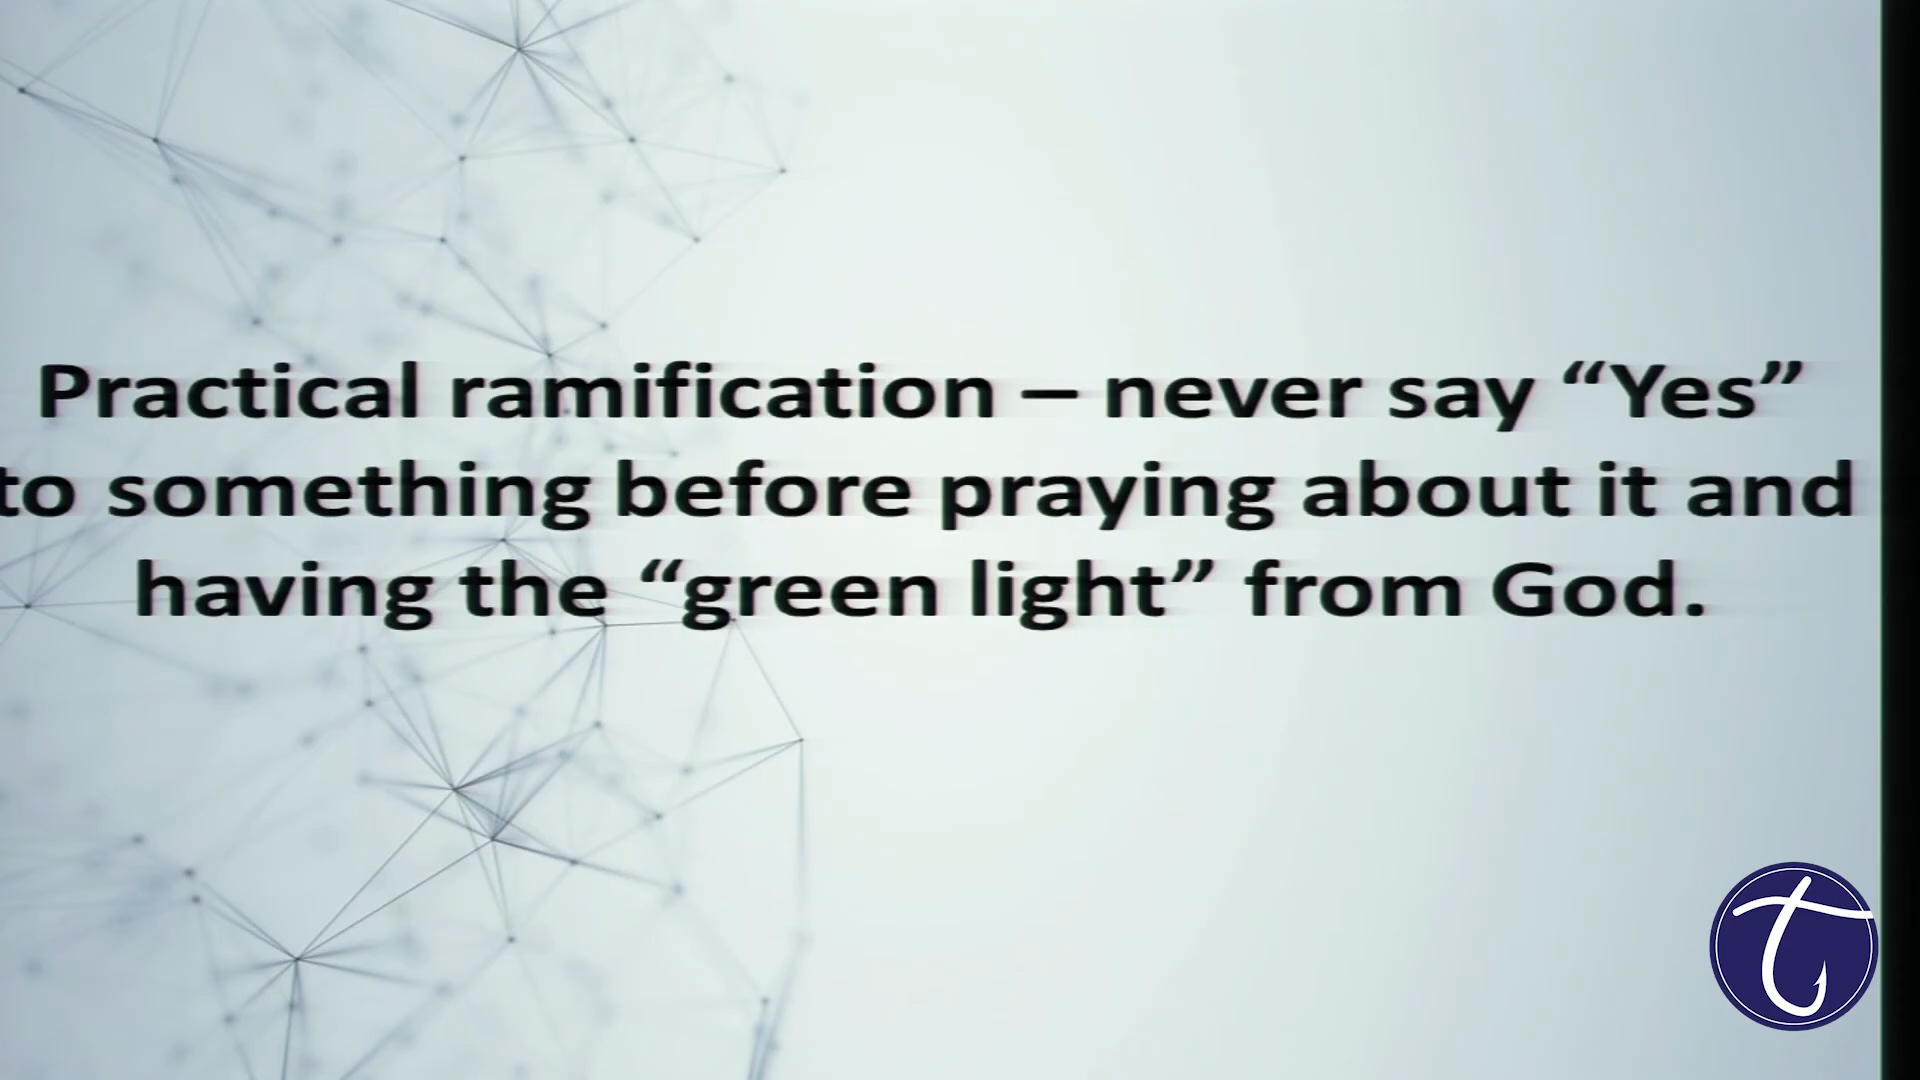 Practical ramification – never say “Yes”
to something before praying about it and
having the “green light” from God.